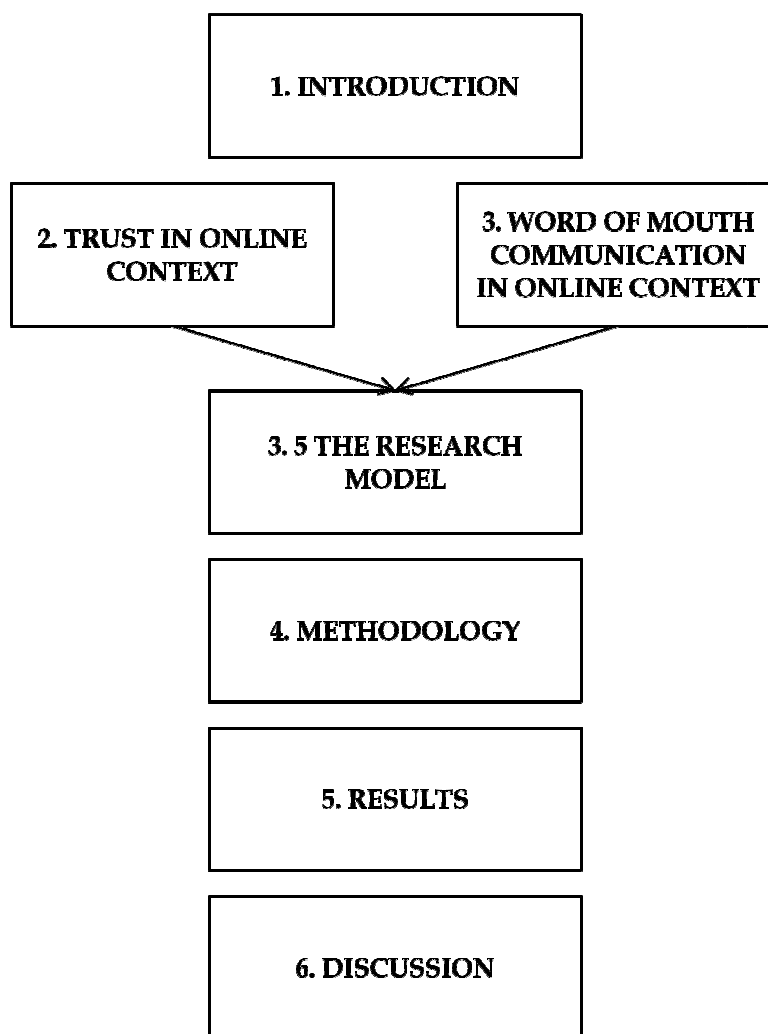 1. INTRODUCTION
2. TRUST IN ONLINE
CONTEXT
3. WORD OF MOUTH
COMMUNICATION
IN ONLINE CONTEXT
3. 5 THE RESEARCH
MODEL
4. METHODOLOGY
5. RESULTS
6. DISCUSSION